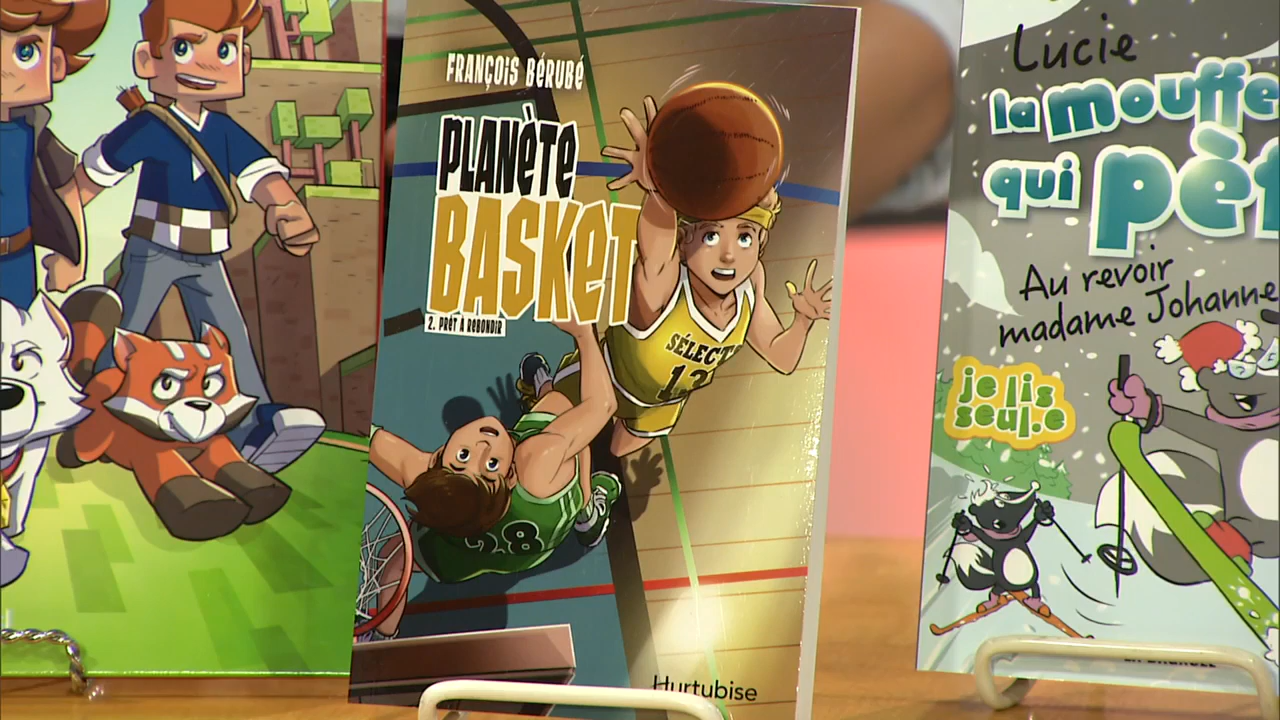 FRANÇOIS BÉRUBÉ
PLANÈTE
BASKET
2. PRÊT À REBONDIR
SÉLECT
13
28
Hurtubise
Lucie
la mouffe
qui pèt
Au revoir
madame Johanne
je lis
seul.e